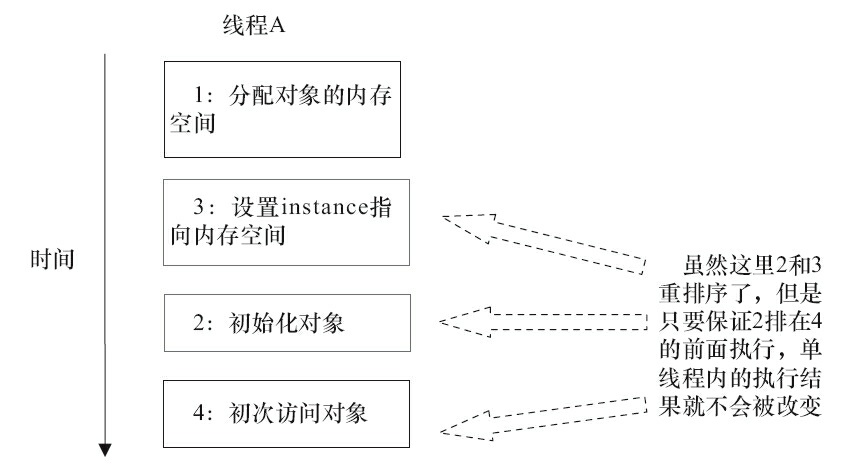 线程A
1：分配对象的内存
空间
3：设置instance指
向内存空间
时间
2：初始化对象
4：初次访问对象
虽然这里2和3
重排序了，但是
只要保证2排在4
的前面执行，单
线程内的执行结
果就不会被改变